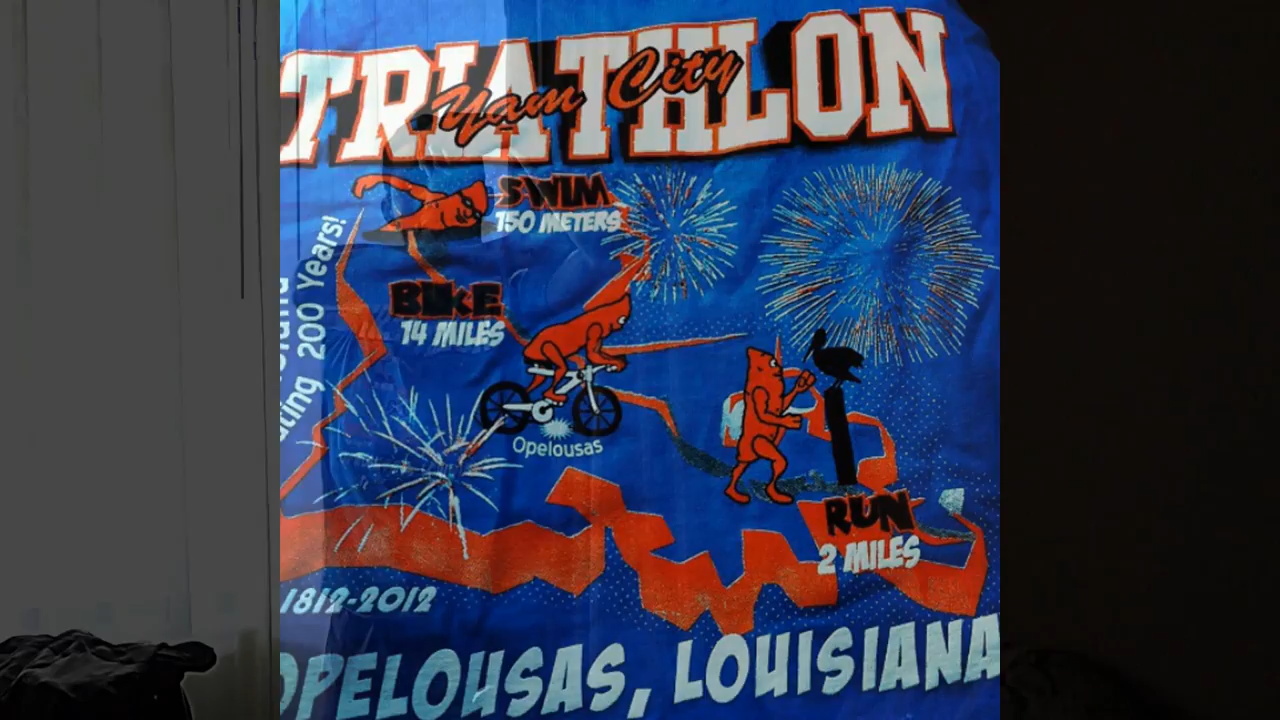 TRIATHLON
Yam City
SWIM
150 METERS
200 Years!
BIKE
14 MILES
Opelousas
RUN
2 MILES
1812-2012
OPELOUSAS, LOUISIANA